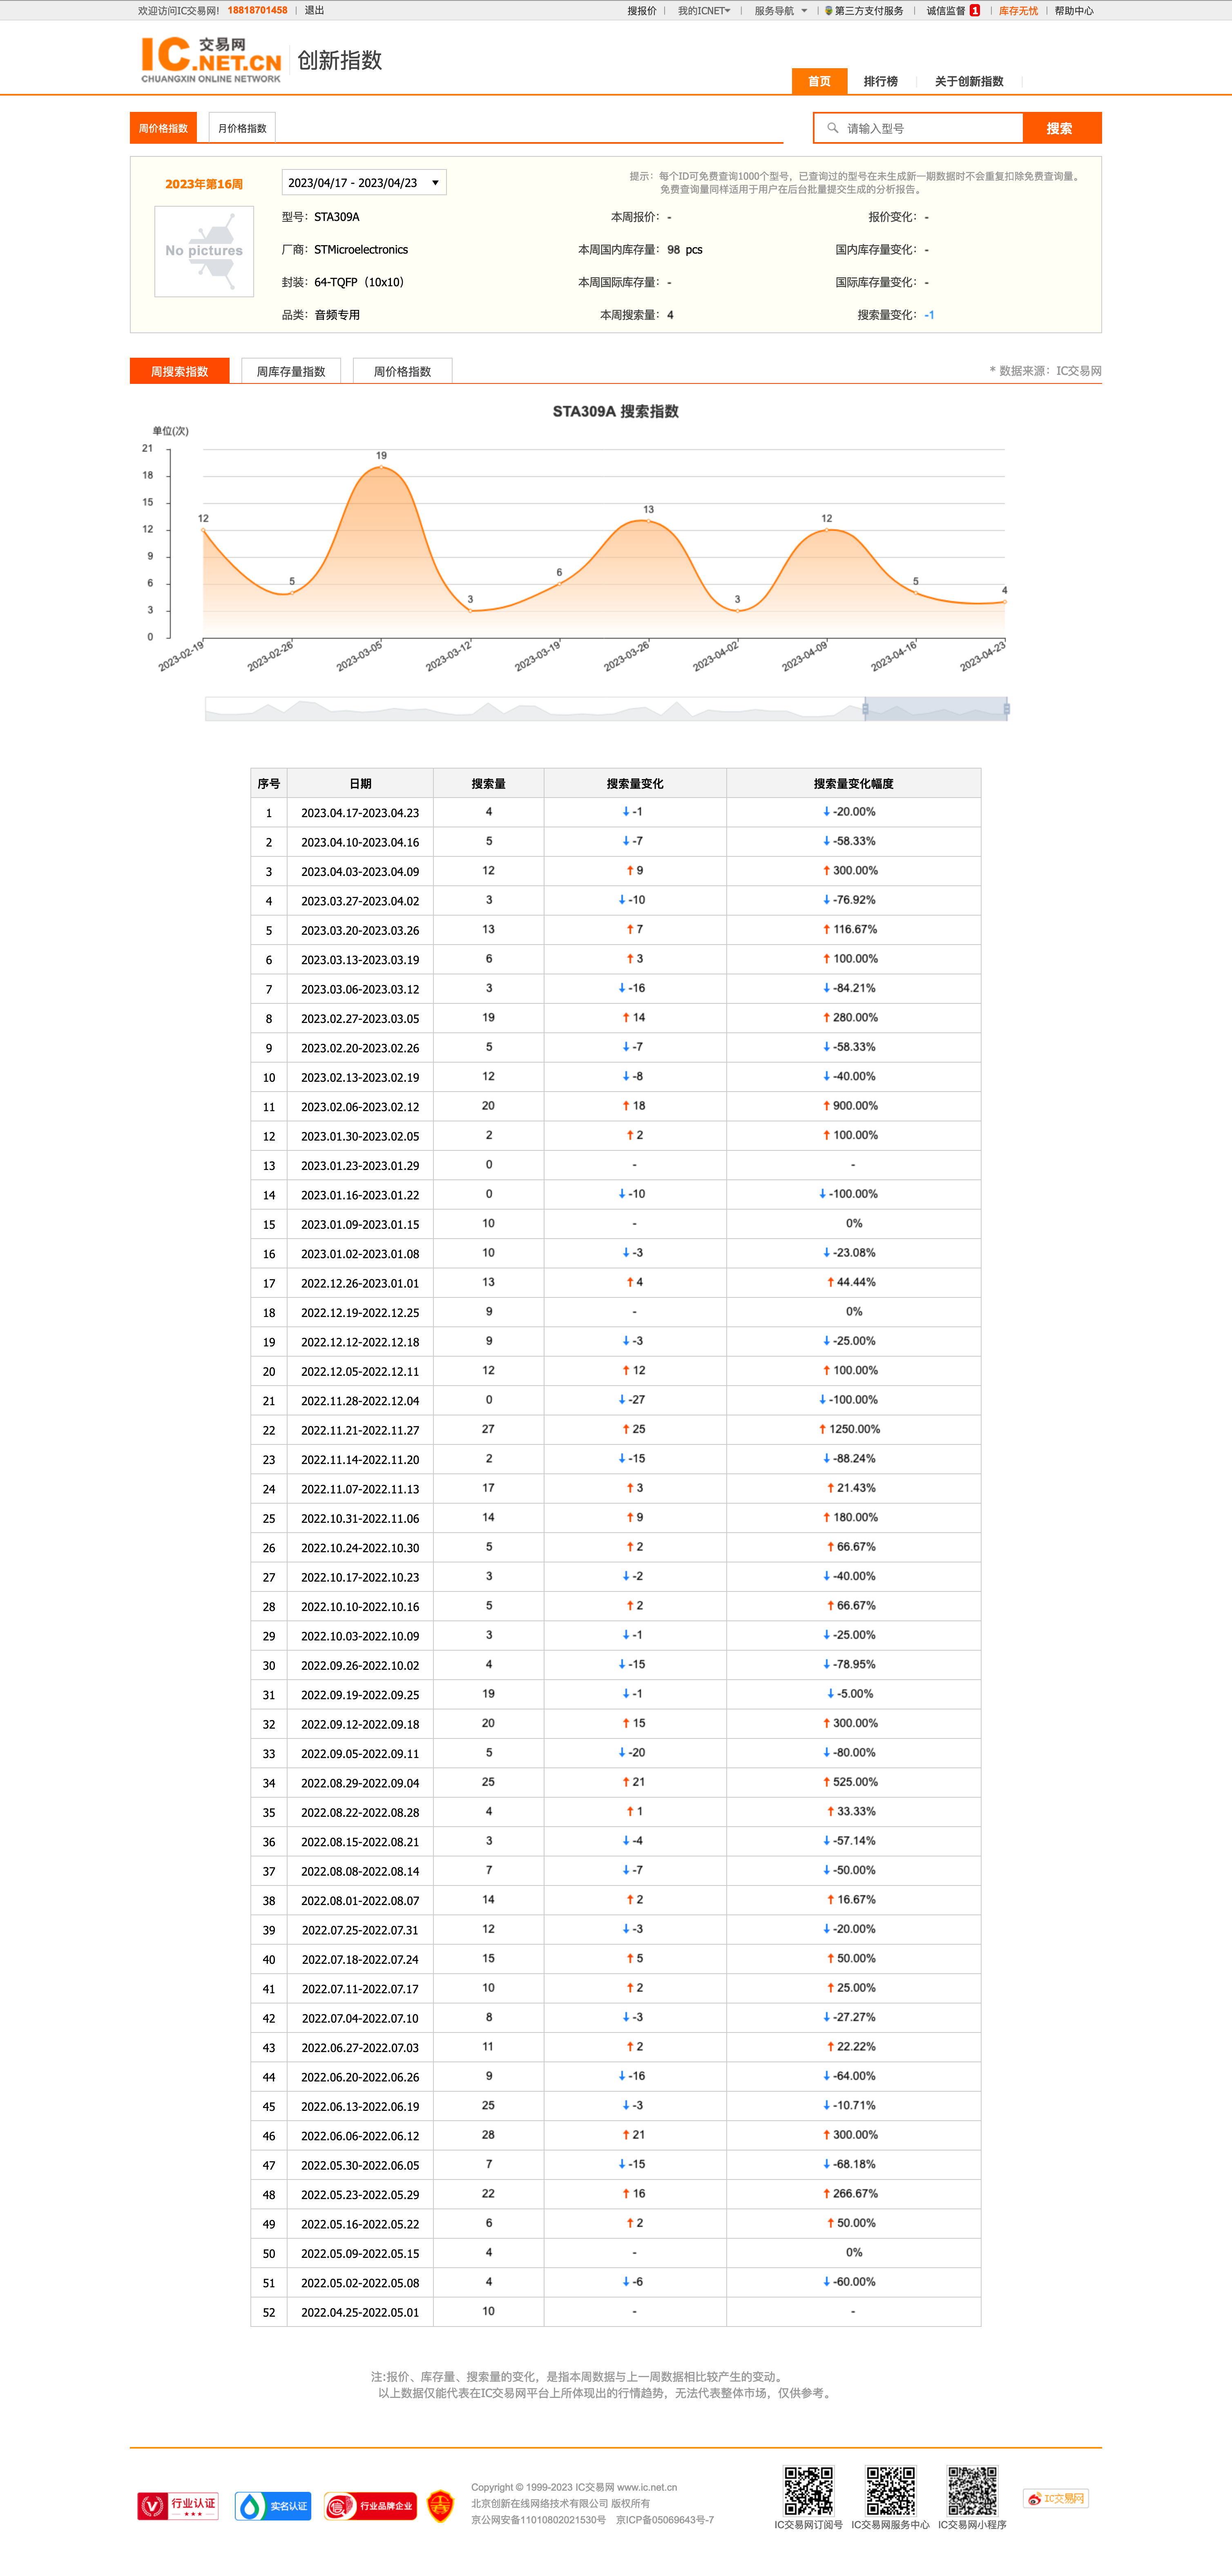 欢迎访问IC交易网! 18818701458 | 退出 搜报价 | 我的ICNET | 服务导航 | 第三方支付服务 | 诚信监督 1 | 库存无忧 | 帮助中心
IC 交易网
.NET.CN
CHUANGXIN ONLINE NETWORK
创新指数
首页 排行榜 关于创新指数
周价格指数 月价格指数 请输入型号 搜索
2023年第16周 2023/04/17 - 2023/04/23
提示：每个ID可免费查询1000个型号，已查询过的型号在未生成新一期数据时不会重复扣除免费查询量。
免费查询量同样适用于用户在后台批量提交生成的分析报告。
No pictures
型号：STA309A 本周报价：- 报价变化：-
厂商：STMicroelectronics 本周国内库存量：98 pcs 国内库存量变化：-
封装：64-TQFP（10x10） 本周国际库存量：- 国际库存量变化：-
品类：音频专用 本周搜索量：4 搜索量变化：-1
周搜索指数 周库存量指数 周价格指数 * 数据来源：IC交易网
STA309A 搜索指数
单位(次)
21
18
15
12
9
6
3
0
12 5 19 3 6 13 3 12 5 4
2023-02-19 2023-02-26 2023-03-05 2023-03-12 2023-03-19 2023-03-26 2023-04-02 2023-04-09 2023-04-16 2023-04-23
序号 日期 搜索量 搜索量变化 搜索量变化幅度
1 2023.04.17-2023.04.23 4 ↓ -1 ↓ -20.00%
2 2023.04.10-2023.04.16 5 ↓ -7 ↓ -58.33%
3 2023.04.03-2023.04.09 12 ↑ 9 ↑ 300.00%
4 2023.03.27-2023.04.02 3 ↓ -10 ↓ -76.92%
5 2023.03.20-2023.03.26 13 ↑ 7 ↑ 116.67%
6 2023.03.13-2023.03.19 6 ↑ 3 ↑ 100.00%
7 2023.03.06-2023.03.12 3 ↓ -16 ↓ -84.21%
8 2023.02.27-2023.03.05 19 ↑ 14 ↑ 280.00%
9 2023.02.20-2023.02.26 5 ↓ -7 ↓ -58.33%
10 2023.02.13-2023.02.19 12 ↓ -8 ↓ -40.00%
11 2023.02.06-2023.02.12 20 ↑ 18 ↑ 900.00%
12 2023.01.30-2023.02.05 2 ↑ 2 ↑ 100.00%
13 2023.01.23-2023.01.29 0 - -
14 2023.01.16-2023.01.22 0 ↓ -10 ↓ -100.00%
15 2023.01.09-2023.01.15 10 - 0%
16 2023.01.02-2023.01.08 10 ↓ -3 ↓ -23.08%
17 2022.12.26-2023.01.01 13 ↑ 4 ↑ 44.44%
18 2022.12.19-2022.12.25 9 - 0%
19 2022.12.12-2022.12.18 9 ↓ -3 ↓ -25.00%
20 2022.12.05-2022.12.11 12 ↑ 12 ↑ 100.00%
21 2022.11.28-2022.12.04 0 ↓ -27 ↓ -100.00%
22 2022.11.21-2022.11.27 27 ↑ 25 ↑ 1250.00%
23 2022.11.14-2022.11.20 2 ↓ -15 ↓ -88.24%
24 2022.11.07-2022.11.13 17 ↑ 3 ↑ 21.43%
25 2022.10.31-2022.11.06 14 ↑ 9 ↑ 180.00%
26 2022.10.24-2022.10.30 5 ↑ 2 ↑ 66.67%
27 2022.10.17-2022.10.23 3 ↓ -2 ↓ -40.00%
28 2022.10.10-2022.10.16 5 ↑ 2 ↑ 66.67%
29 2022.10.03-2022.10.09 3 ↓ -1 ↓ -25.00%
30 2022.09.26-2022.10.02 4 ↓ -15 ↓ -78.95%
31 2022.09.19-2022.09.25 19 ↓ -1 ↓ -5.00%
32 2022.09.12-2022.09.18 20 ↑ 15 ↑ 300.00%
33 2022.09.05-2022.09.11 5 ↓ -20 ↓ -80.00%
34 2022.08.29-2022.09.04 25 ↑ 21 ↑ 525.00%
35 2022.08.22-2022.08.28 4 ↑ 1 ↑ 33.33%
36 2022.08.15-2022.08.21 3 ↓ -4 ↓ -57.14%
37 2022.08.08-2022.08.14 7 ↓ -7 ↓ -50.00%
38 2022.08.01-2022.08.07 14 ↑ 2 ↑ 16.67%
39 2022.07.25-2022.07.31 12 ↓ -3 ↓ -20.00%
40 2022.07.18-2022.07.24 15 ↑ 5 ↑ 50.00%
41 2022.07.11-2022.07.17 10 ↑ 2 ↑ 25.00%
42 2022.07.04-2022.07.10 8 ↓ -3 ↓ -27.27%
43 2022.06.27-2022.07.03 11 ↑ 2 ↑ 22.22%
44 2022.06.20-2022.06.26 9 ↓ -16 ↓ -64.00%
45 2022.06.13-2022.06.19 25 ↓ -3 ↓ -10.71%
46 2022.06.06-2022.06.12 28 ↑ 21 ↑ 300.00%
47 2022.05.30-2022.06.05 7 ↓ -15 ↓ -68.18%
48 2022.05.23-2022.05.29 22 ↑ 16 ↑ 266.67%
49 2022.05.16-2022.05.22 6 ↑ 2 ↑ 50.00%
50 2022.05.09-2022.05.15 4 - 0%
51 2022.05.02-2022.05.08 4 ↓ -6 ↓ -60.00%
52 2022.04.25-2022.05.01 10 - -
注:报价、库存量、搜索量的变化，是指本周数据与上一周数据相比较产生的变动。
以上数据仅能代表在IC交易网平台上所体现出的行情趋势，无法代表整体市场，仅供参考。
行业认证 实名认证 行业品牌企业
Copyright © 1999-2023 IC交易网 www.ic.net.cn
北京创新在线网络技术有限公司 版权所有
京公网安备11010802021530号 京ICP备05069643号-7
IC交易网订阅号 IC交易网服务中心 IC交易网小程序
IC交易网